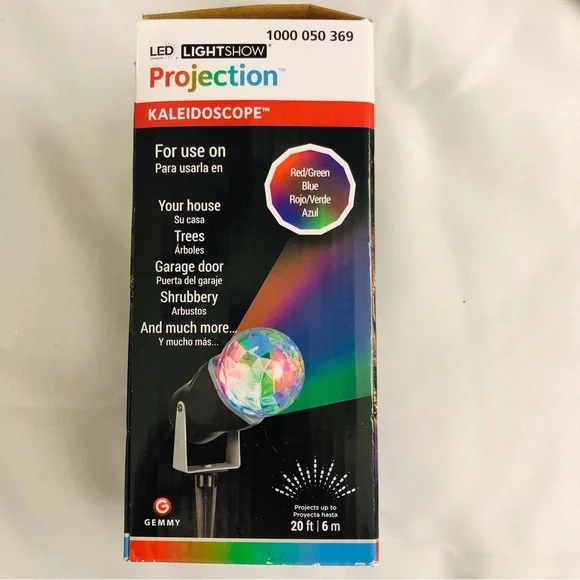 1000 050 369
LED LIGHTSHOW®
Projection™
KALEIDOSCOPE™
For use on
Para usarla en
Your house
Su casa
Trees
Árboles
Garage door
Puerta del garaje
Shrubbery
Arbustos
And much more...
Y mucho más...
Red/Green
Blue
Rojo/Verde
Azul
G
GEMMY
Projects up to
Proyecta hasta
20 ft | 6 m